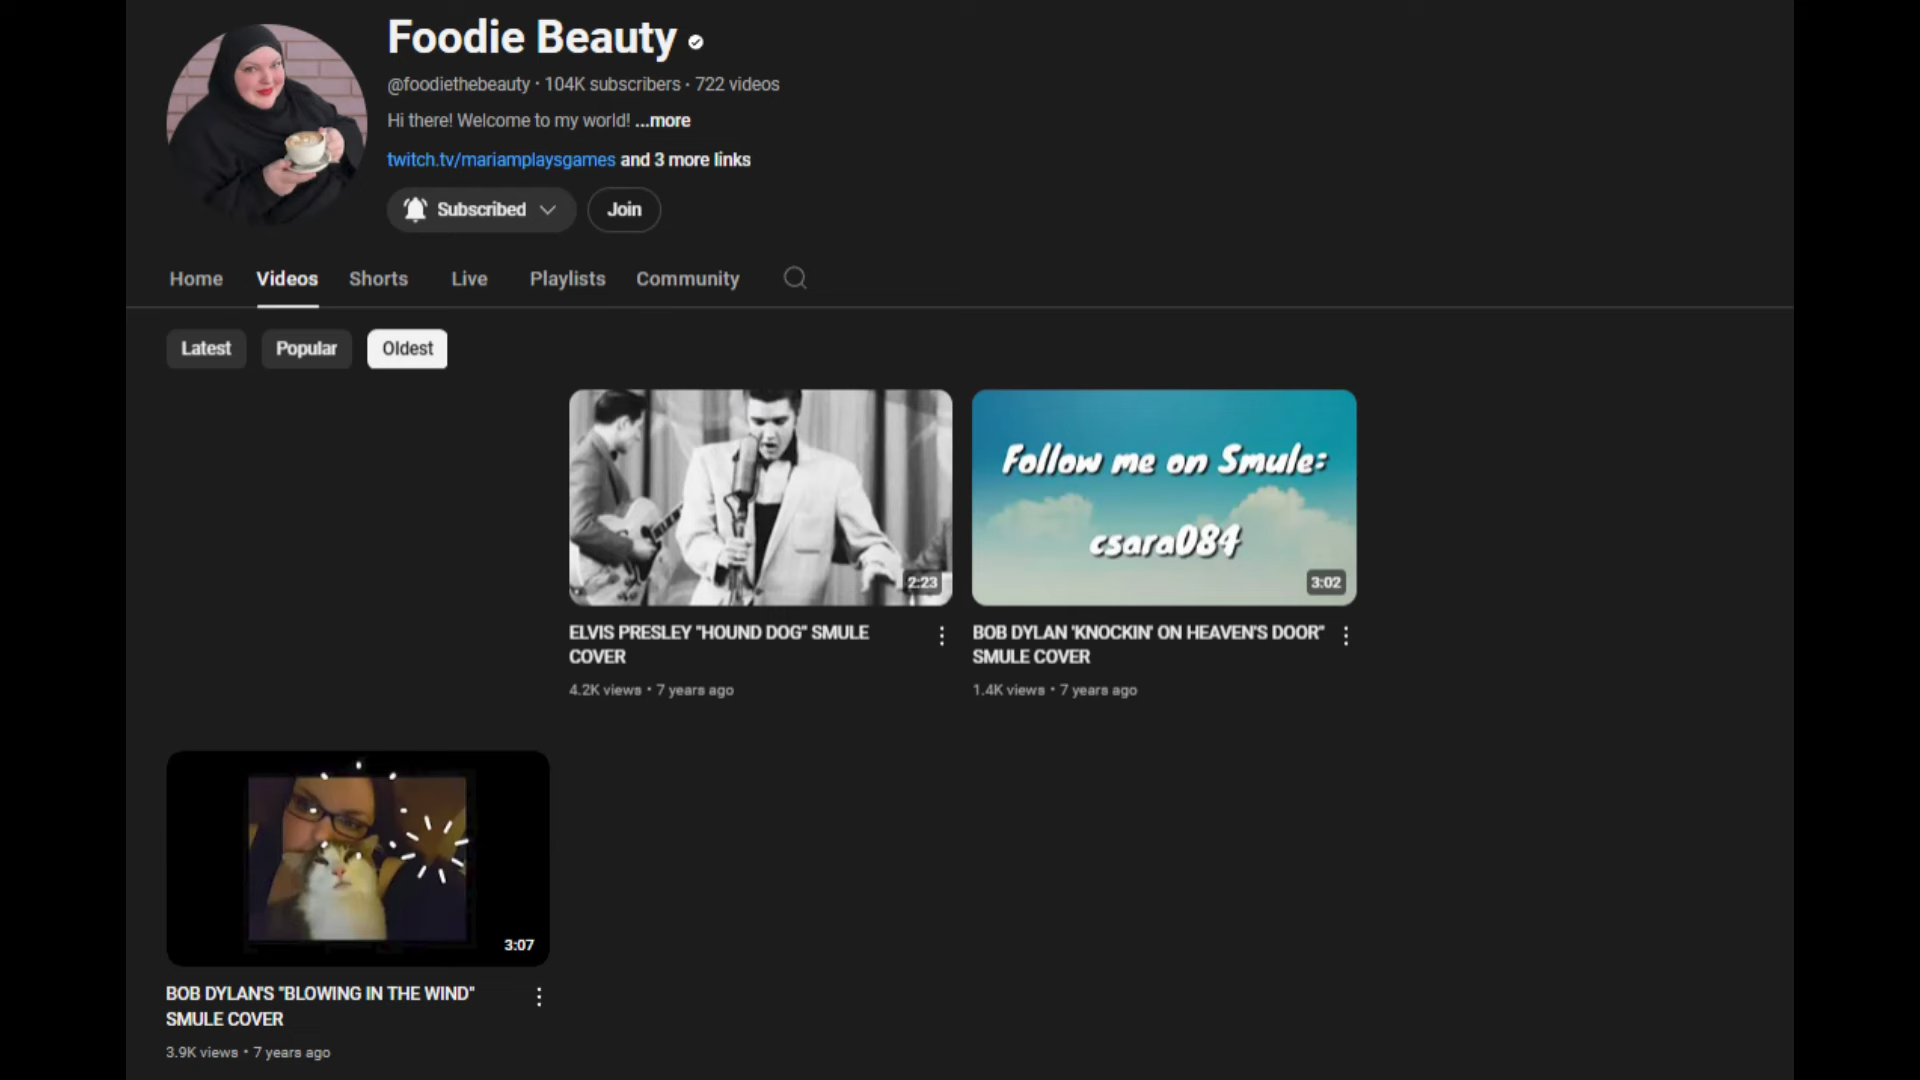 Foodie Beauty
@foodiethebeauty · 104K subscribers · 722 videos
Hi there! Welcome to my world! ...more
twitch.tv/mariamplaysgames and 3 more links
Subscribed
Join
Home Videos Shorts Live Playlists Community
Latest Popular Oldest
Follow me on Smule:
csara084
2:23
3:02
ELVIS PRESLEY "HOUND DOG" SMULE
COVER
4.2K views • 7 years ago
BOB DYLAN 'KNOCKIN' ON HEAVEN'S DOOR"
SMULE COVER
1.4K views • 7 years ago
3:07
BOB DYLAN'S "BLOWING IN THE WIND"
SMULE COVER
3.9K views • 7 years ago